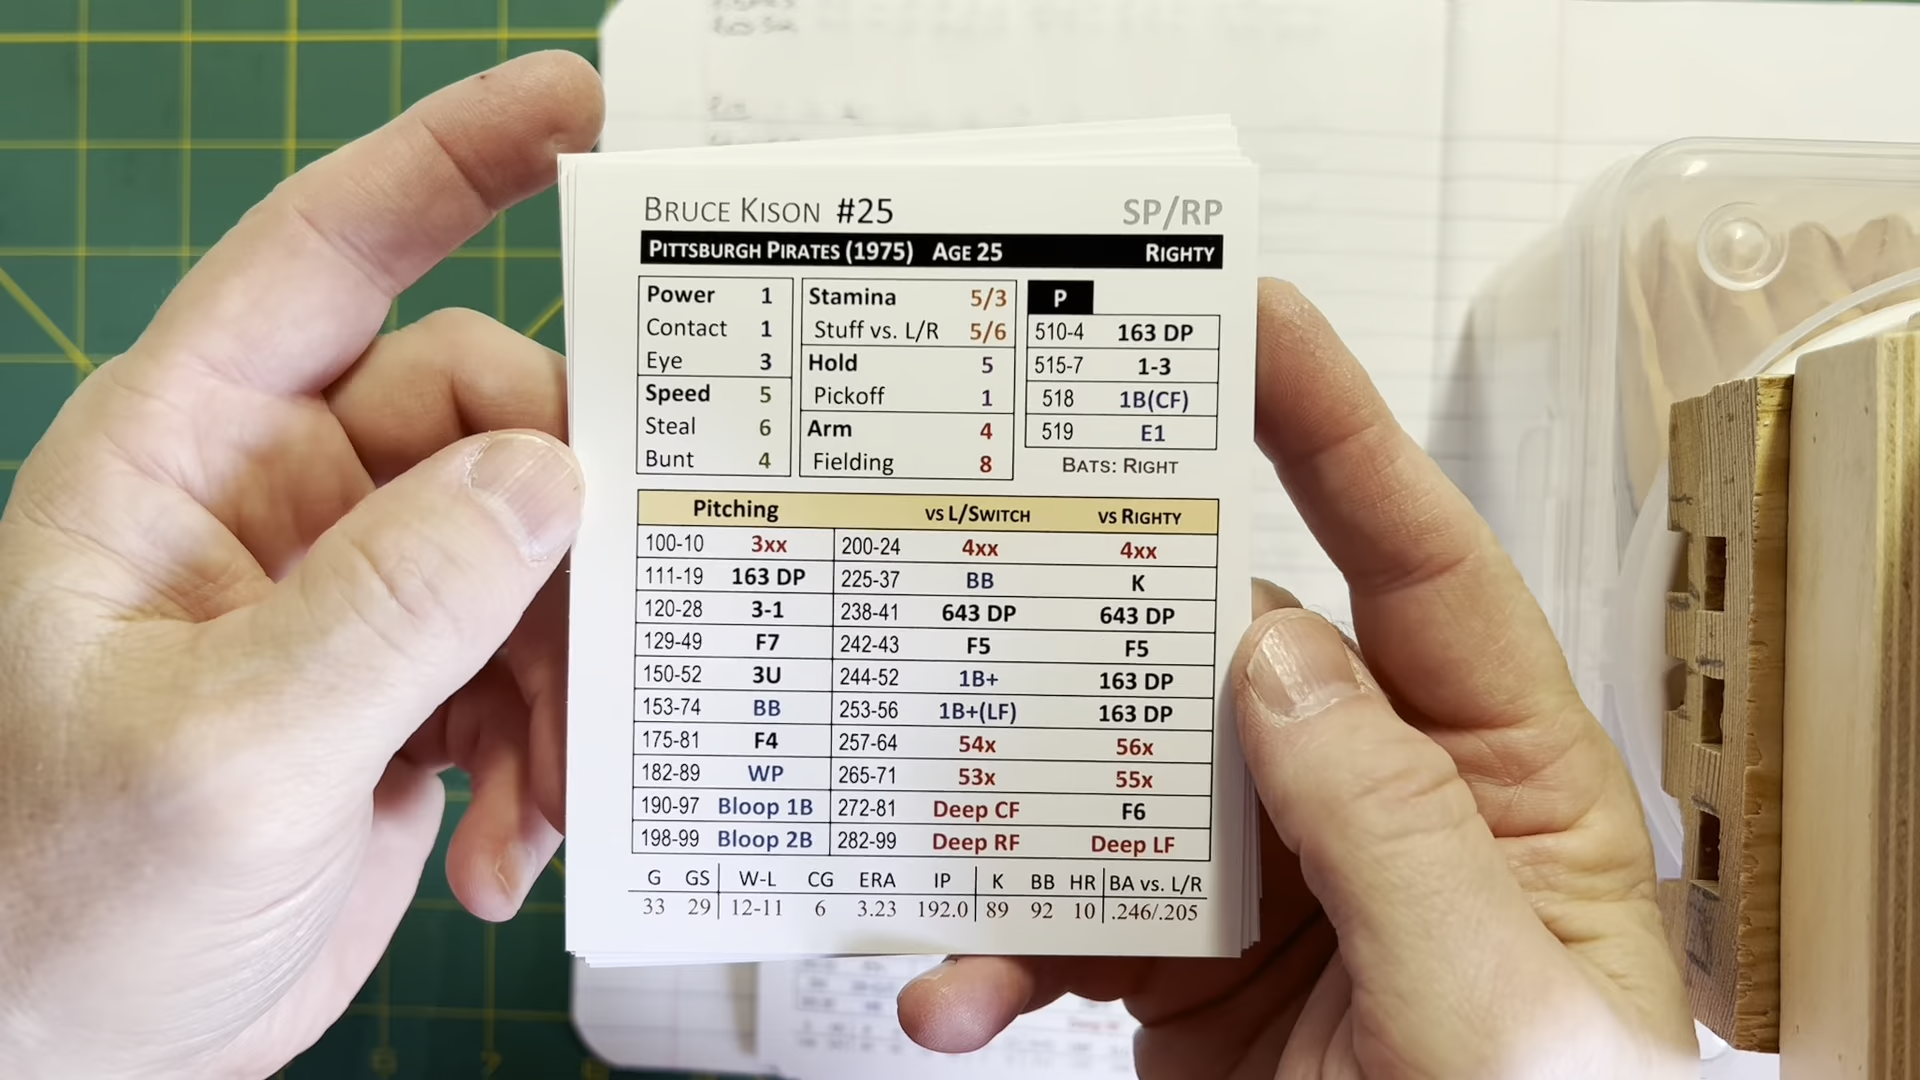 BRUCE KISON #25 SP/RP
PITTSBURGH PIRATES (1975) AGE 25 RIGHTY
Power 1 Stamina 5/3 P
Contact 1 Stuff vs. L/R 5/6 510-4 163 DP
Eye 3 Hold 5 515-7 1-3
Speed 5 Pickoff 1 518 1B(CF)
Steal 6 Arm 4 519 E1
Bunt 4 Fielding 8 BATS: RIGHT
Pitching VS L/SWITCH VS RIGHTY
100-10 3xx 200-24 4xx 4xx
111-19 163 DP 225-37 BB K
120-28 3-1 238-41 643 DP 643 DP
129-49 F7 242-43 F5 F5
150-52 3U 244-52 1B+ 163 DP
153-74 BB 253-56 1B+(LF) 163 DP
175-81 F4 257-64 54x 56x
182-89 WP 265-71 53x 55x
190-97 Bloop 1B 272-81 Deep CF F6
198-99 Bloop 2B 282-99 Deep RF Deep LF
G GS W-L CG ERA IP K BB HR BA vs. L/R
33 29 12-11 6 3.23 192.0 89 92 10 .246/.205